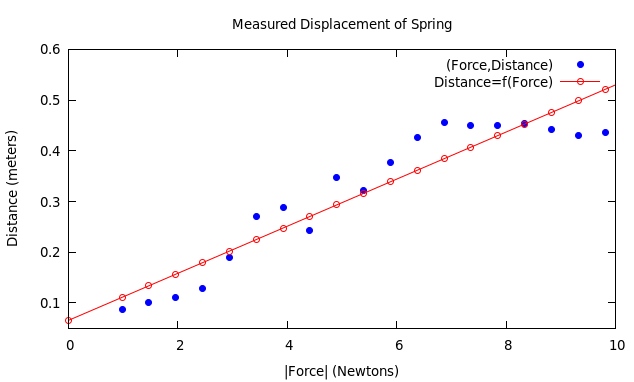 Measured Displacement of Spring
0.6
0.5
0.4
0.3
0.2
0.1
Distance (meters)
(Force,Distance)
Distance=f(Force)
0 2 4 6 8 10
|Force| (Newtons)